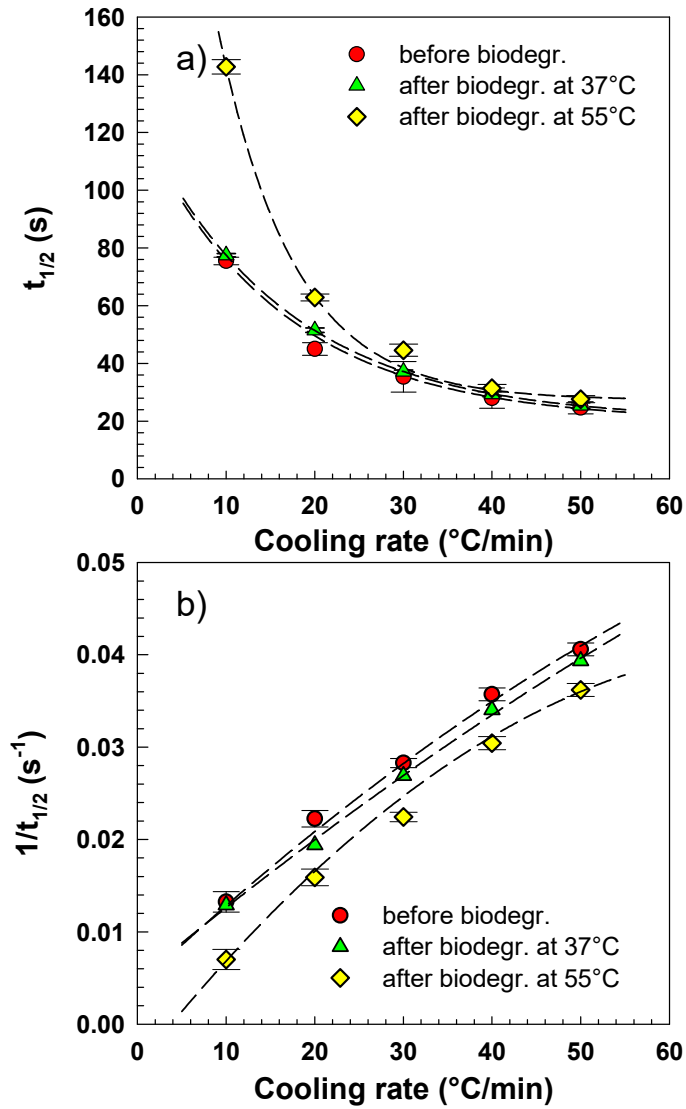 160
140
120
100
80
60
40
20
0
t1/2 (s)
a)
before biodegr.
after biodegr. at 37°C
after biodegr. at 55°C
0 10 20 30 40 50 60
Cooling rate (°C/min)
0.05
0.04
0.03
0.02
0.01
0.00
1/t1/2 (s-1)
b)
before biodegr.
after biodegr. at 37°C
after biodegr. at 55°C
0 10 20 30 40 50 60
Cooling rate (°C/min)